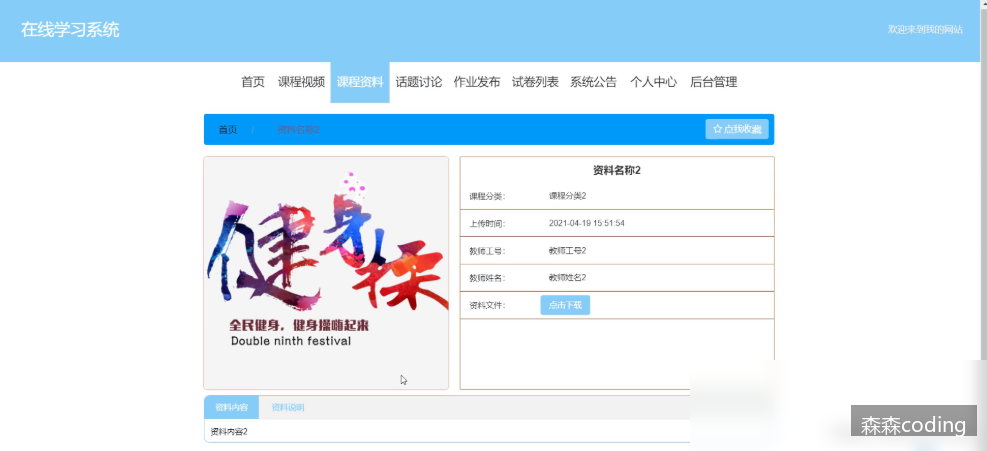 在线学习系统
欢迎来到我的网站
首页 课程视频 课程资料 话题讨论 作业发布 试卷列表 系统公告 个人中心 后台管理
首页 / 资料名称2
☆ 点我收藏
健身操
全民健身，健身操嗨起来
Double ninth festival
资料名称2
课程分类： 课程分类2
上传时间： 2021-04-19 15:51:54
教师工号： 教师工号2
教师姓名： 教师姓名2
资料文件： 点击下载
资料内容 资料说明
资料内容2
森森coding